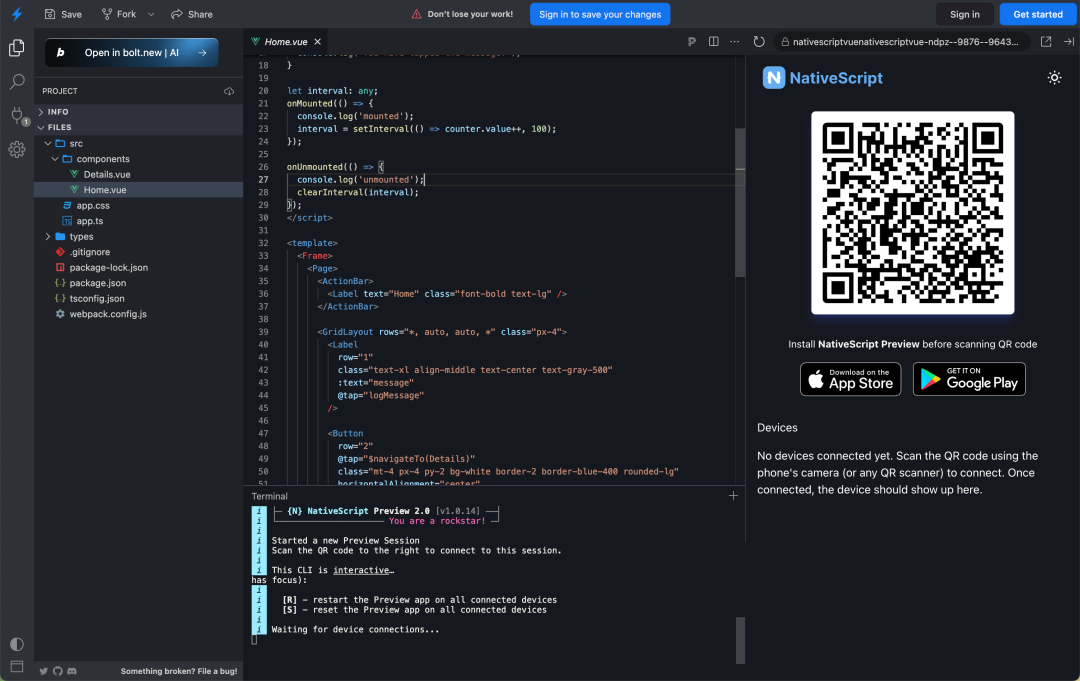 Save
Fork
Share
Don't lose your work!
Sign in to save your changes
Sign in
Get started
b
Open in bolt.new | AI
PROJECT
INFO
FILES
src
components
Details.vue
Home.vue
app.css
app.ts
types
.gitignore
package-lock.json
package.json
tsconfig.json
webpack.config.js
1
Something broken? File a bug!
Home.vue
nativescriptvuenativescriptvue-ndpz--9876--9643...
18 }
19
20 let interval: any;
21 onMounted(() => {
22 console.log('mounted');
23 interval = setInterval(() => counter.value++, 100);
24 });
25
26 onUnmounted(() => {
27 console.log('unmounted');
28 clearInterval(interval);
29 });
30 </script>
31
32 <template>
33 <Frame>
34 <Page>
35 <ActionBar>
36 <Label text="Home" class="font-bold text-lg" />
37 </ActionBar>
38
39 <GridLayout rows="*, auto, auto, *" class="px-4">
40 <Label
41 row="1"
42 class="text-xl align-middle text-center text-gray-500"
43 :text="message"
44 @tap="logMessage"
45 />
46
47 <Button
48 row="2"
49 @tap="$navigateTo(Details)"
50 class="mt-4 px-4 py-2 bg-white border-2 border-blue-400 rounded-lg"
51 horizontalAlignment="center"
Terminal
i {N} NativeScript Preview 2.0 [v1.0.14]
i You are a rockstar!
i
i Started a new Preview Session
i Scan the QR code to the right to connect to this session.
i
i This CLI is interactive…
has focus):
i
i [R] – restart the Preview app on all connected devices
i [S] – reset the Preview app on all connected devices
i
i Waiting for device connections...
N NativeScript
Install NativeScript Preview before scanning QR code
Download on the
App Store
GET IT ON
Google Play
Devices
No devices connected yet. Scan the QR code using the
phone's camera (or any QR scanner) to connect. Once
connected, the device should show up here.